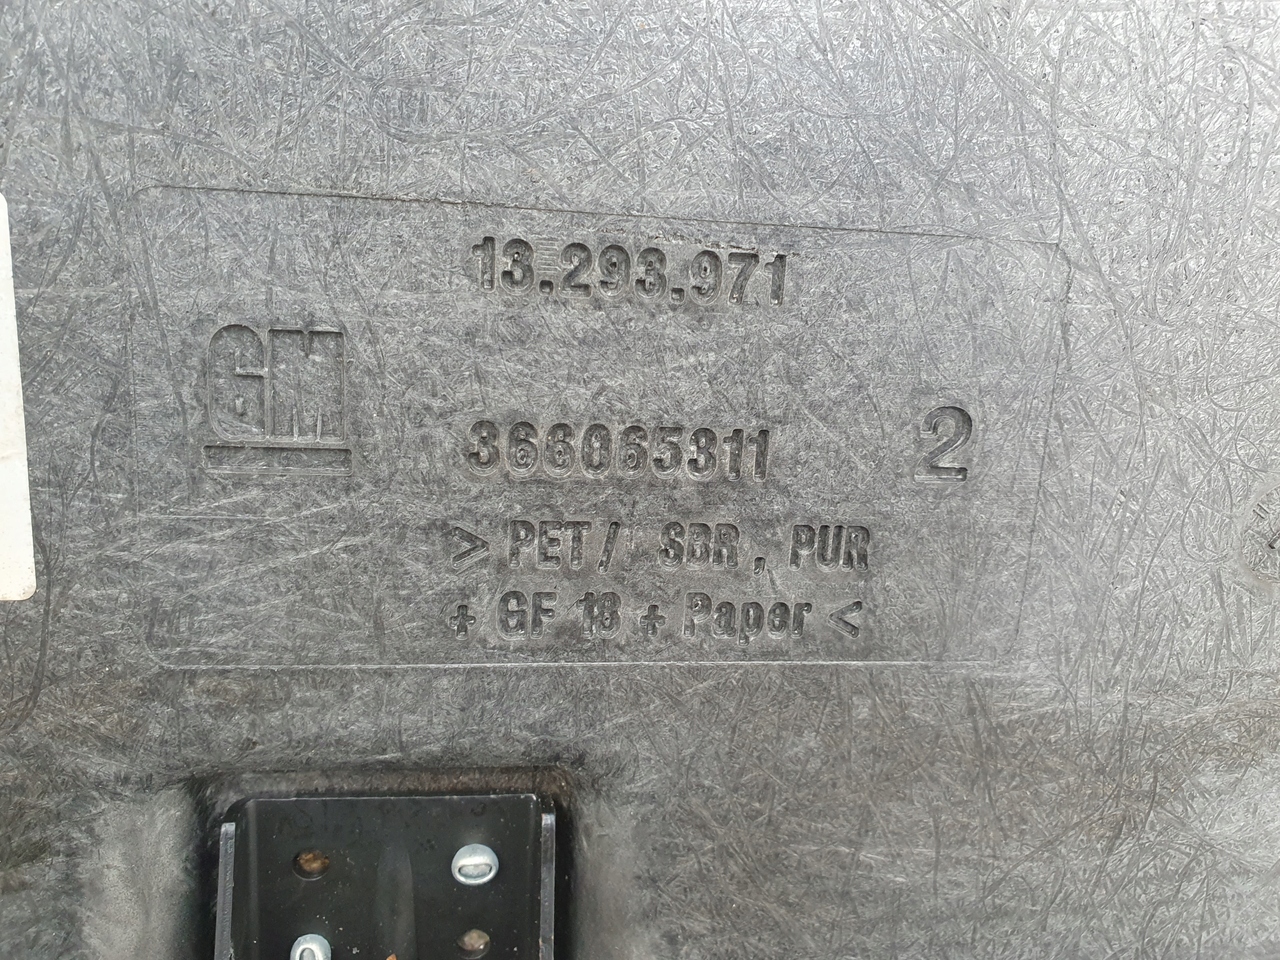 13.293.971
GM
366065311 2
> PET/ SBR, PUR
+ GF 18 + Paper <